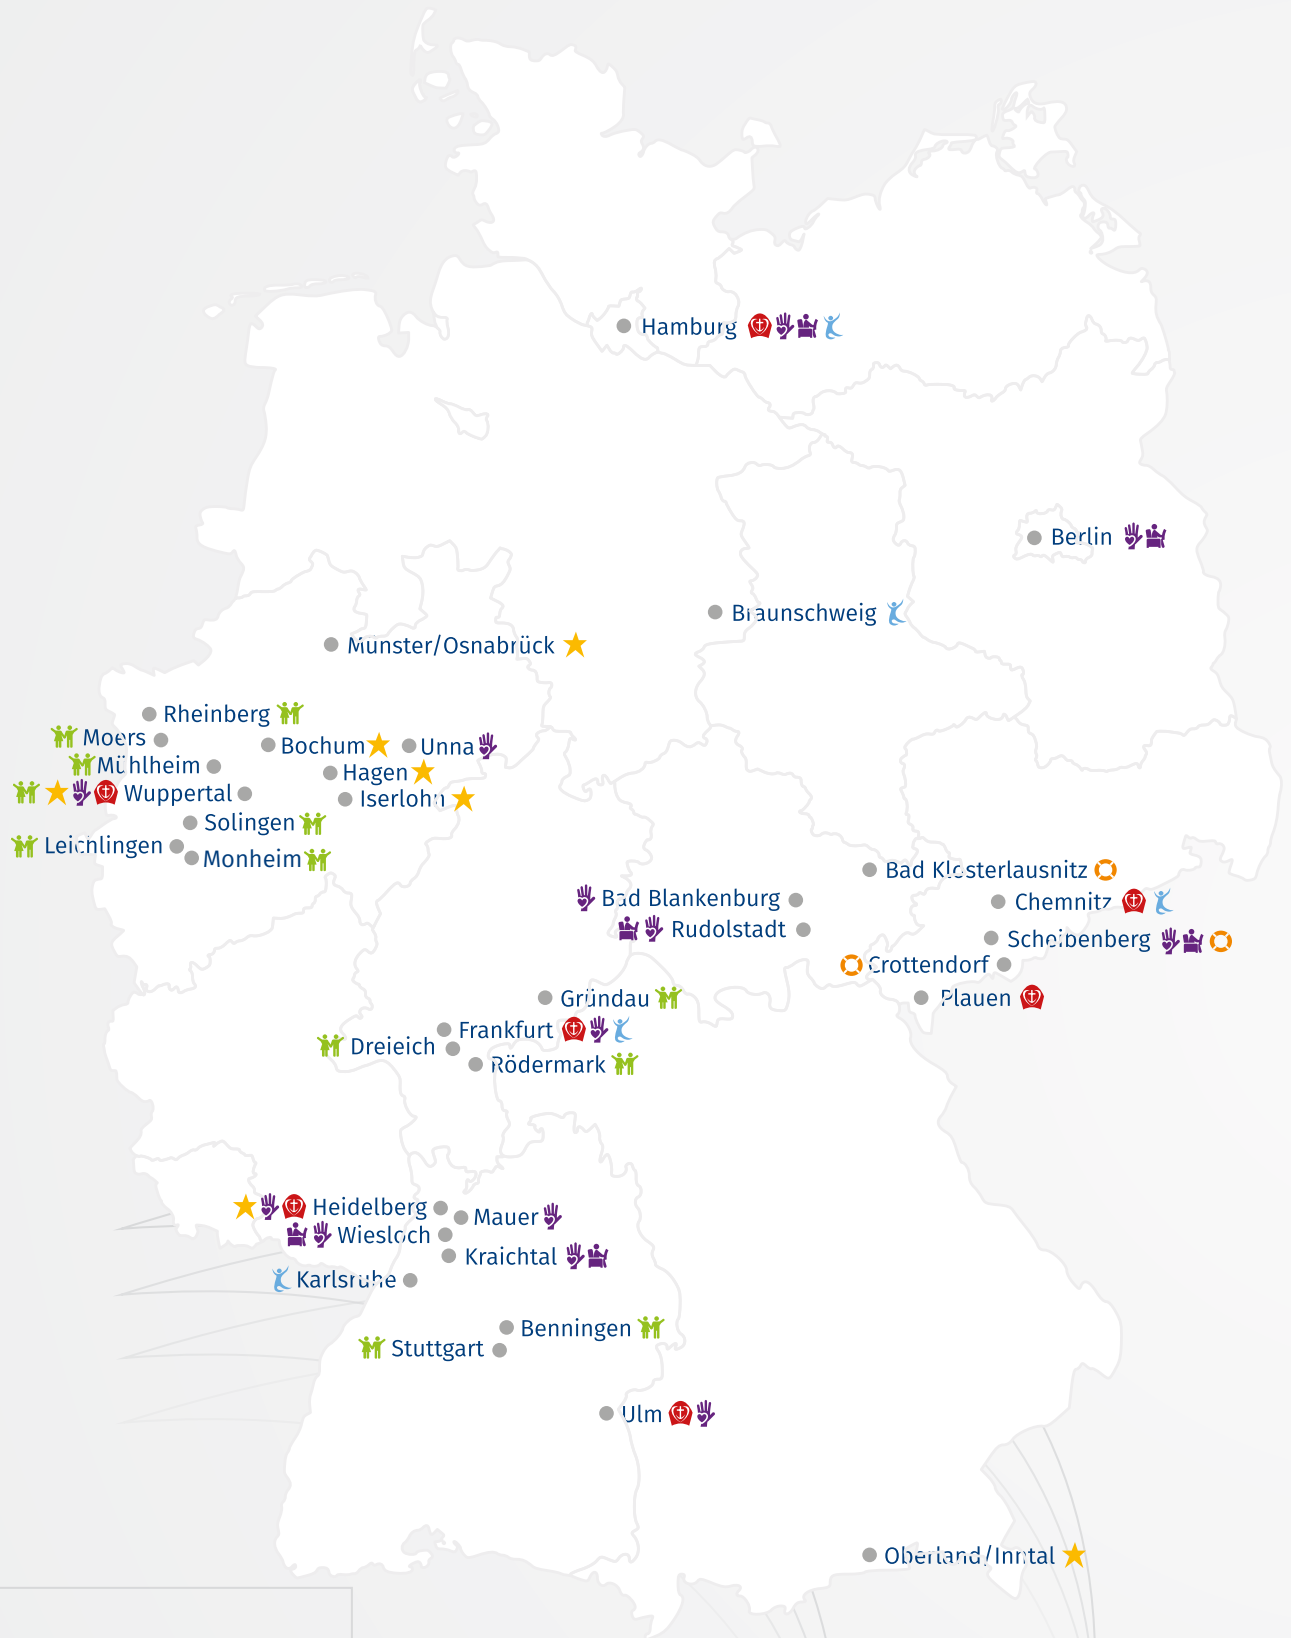 Hamburg
Berlin
Braunschweig
Münster/Osnabrück
Rheinberg
Moers
Bochum
Unna
Mühlheim
Hagen
Wuppertal
Iserlohn
Solingen
Leichlingen
Monheim
Bad Klosterlausnitz
Bad Blankenburg
Chemnitz
Rudolstadt
Scheibenberg
Crottendorf
Gründau
Plauen
Frankfurt
Dreieich
Rödermark
Heidelberg
Mauer
Wiesloch
Kraichtal
Karlsruhe
Benningen
Stuttgart
Ulm
Oberland/Inntal